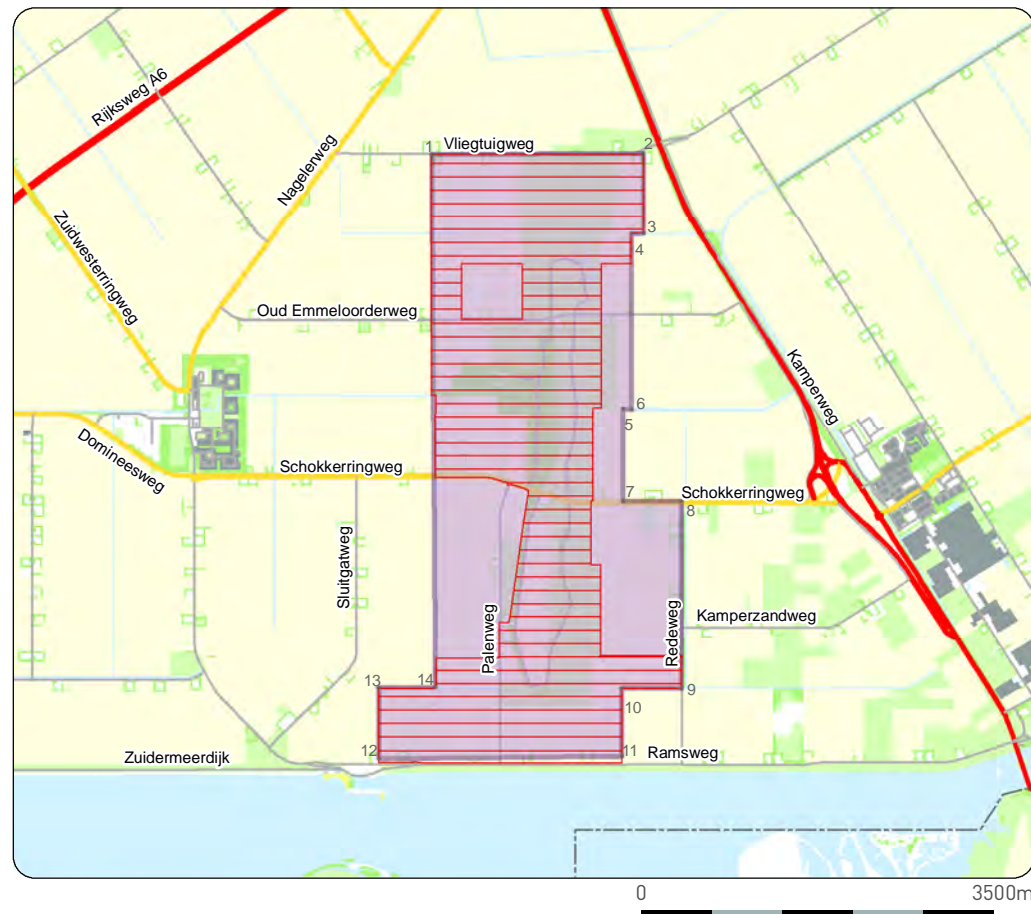 Rijksweg A6
1
Vliegtuigweg
2
Nagelerweg
Zuidwesterringweg
3
4
Oud Emmeloorderweg
Kamperweg
6
5
Domineesweg
Schokkerringweg
7
Schokkerringweg
8
Sluitgatweg
Kamperzandweg
Palenweg
Redeweg
13
14
9
10
12
11
Zuidermeerdijk
Ramsweg
0
3500m